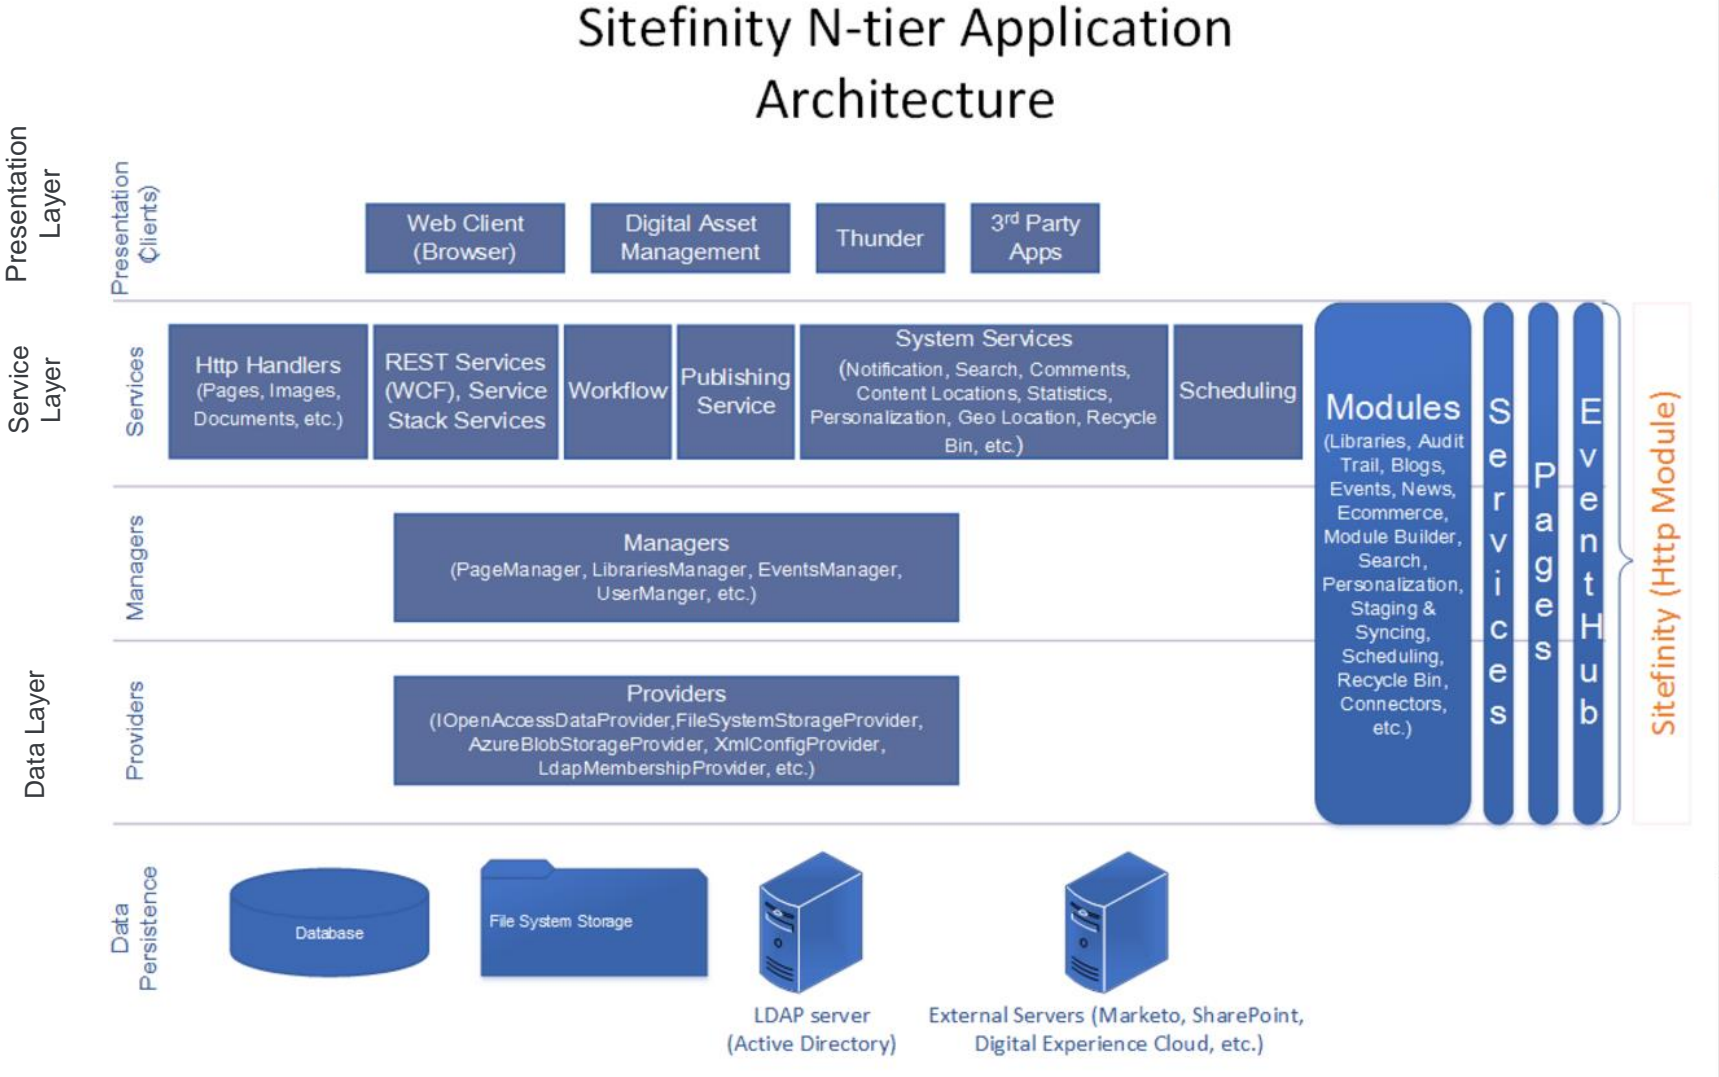 Sitefinity N-tier Application
Architecture
Presentation
Layer
Presentation
(Clients)
Web Client
(Browser)
Digital Asset
Management
Thunder
3rd Party
Apps
Service
Layer
Services
Http Handlers
(Pages, Images,
Documents, etc.)
REST Services
(WCF), Service
Stack Services
Workflow
Publishing
Service
System Services
(Notification, Search, Comments,
Content Locations, Statistics,
Personalization, Geo Location, Recycle
Bin, etc.)
Scheduling
Modules
(Libraries, Audit
Trail, Blogs,
Events, News,
Ecommerce,
Module Builder,
Search,
Personalization,
Staging &
Syncing,
Scheduling,
Recycle Bin,
Connectors,
etc.)
Services
Pages
EventHub
Sitefinity (Http Module)
Managers
Managers
(PageManager, LibrariesManager, EventsManager,
UserManger, etc.)
Data Layer
Providers
Providers
(IOpenAccessDataProvider,FileSystemStorageProvider,
AzureBlobStorageProvider, XmlConfigProvider,
LdapMembershipProvider, etc.)
Data
Persistence
Database
File System Storage
LDAP server
(Active Directory)
External Servers (Marketo, SharePoint,
Digital Experience Cloud, etc.)